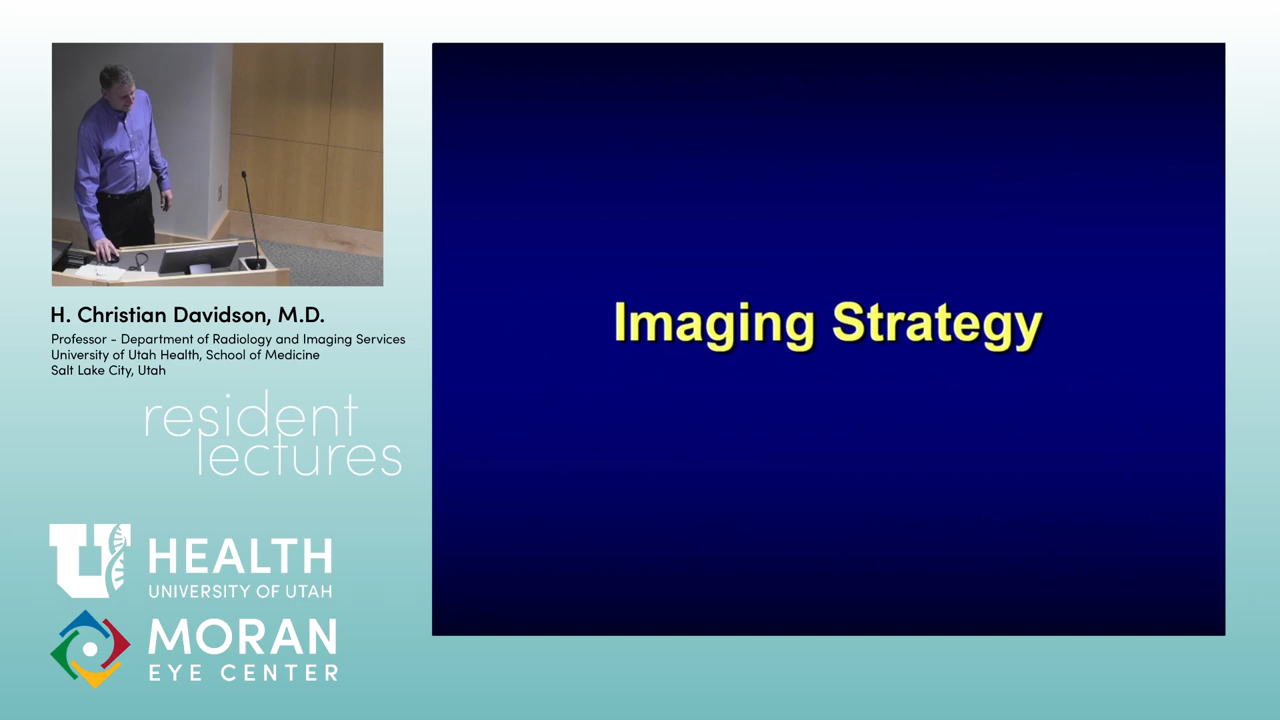 Imaging Strategy
H. Christian Davidson, M.D.
Professor - Department of Radiology and Imaging Services
University of Utah Health, School of Medicine
Salt Lake City, Utah
resident
lectures
U HEALTH
UNIVERSITY OF UTAH
MORAN
EYE CENTER